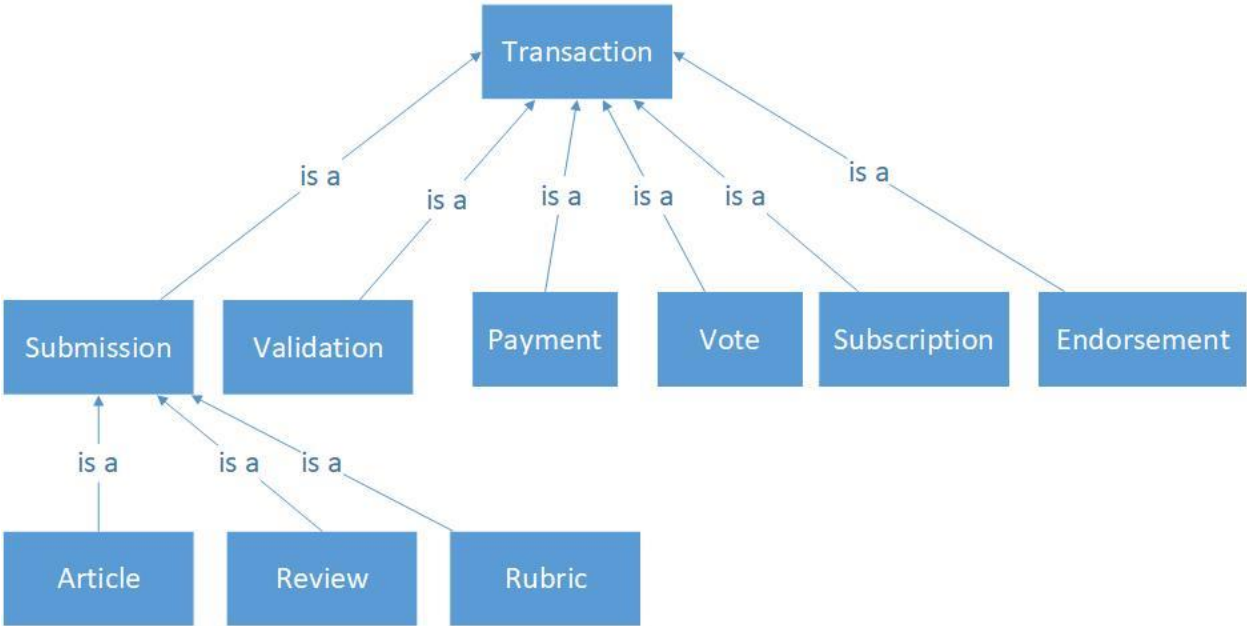 Transaction
is a
is a
is a
is a
is a
is a
Submission
Validation
Payment
Vote
Subscription
Endorsement
is a
is a
is a
Article
Review
Rubric